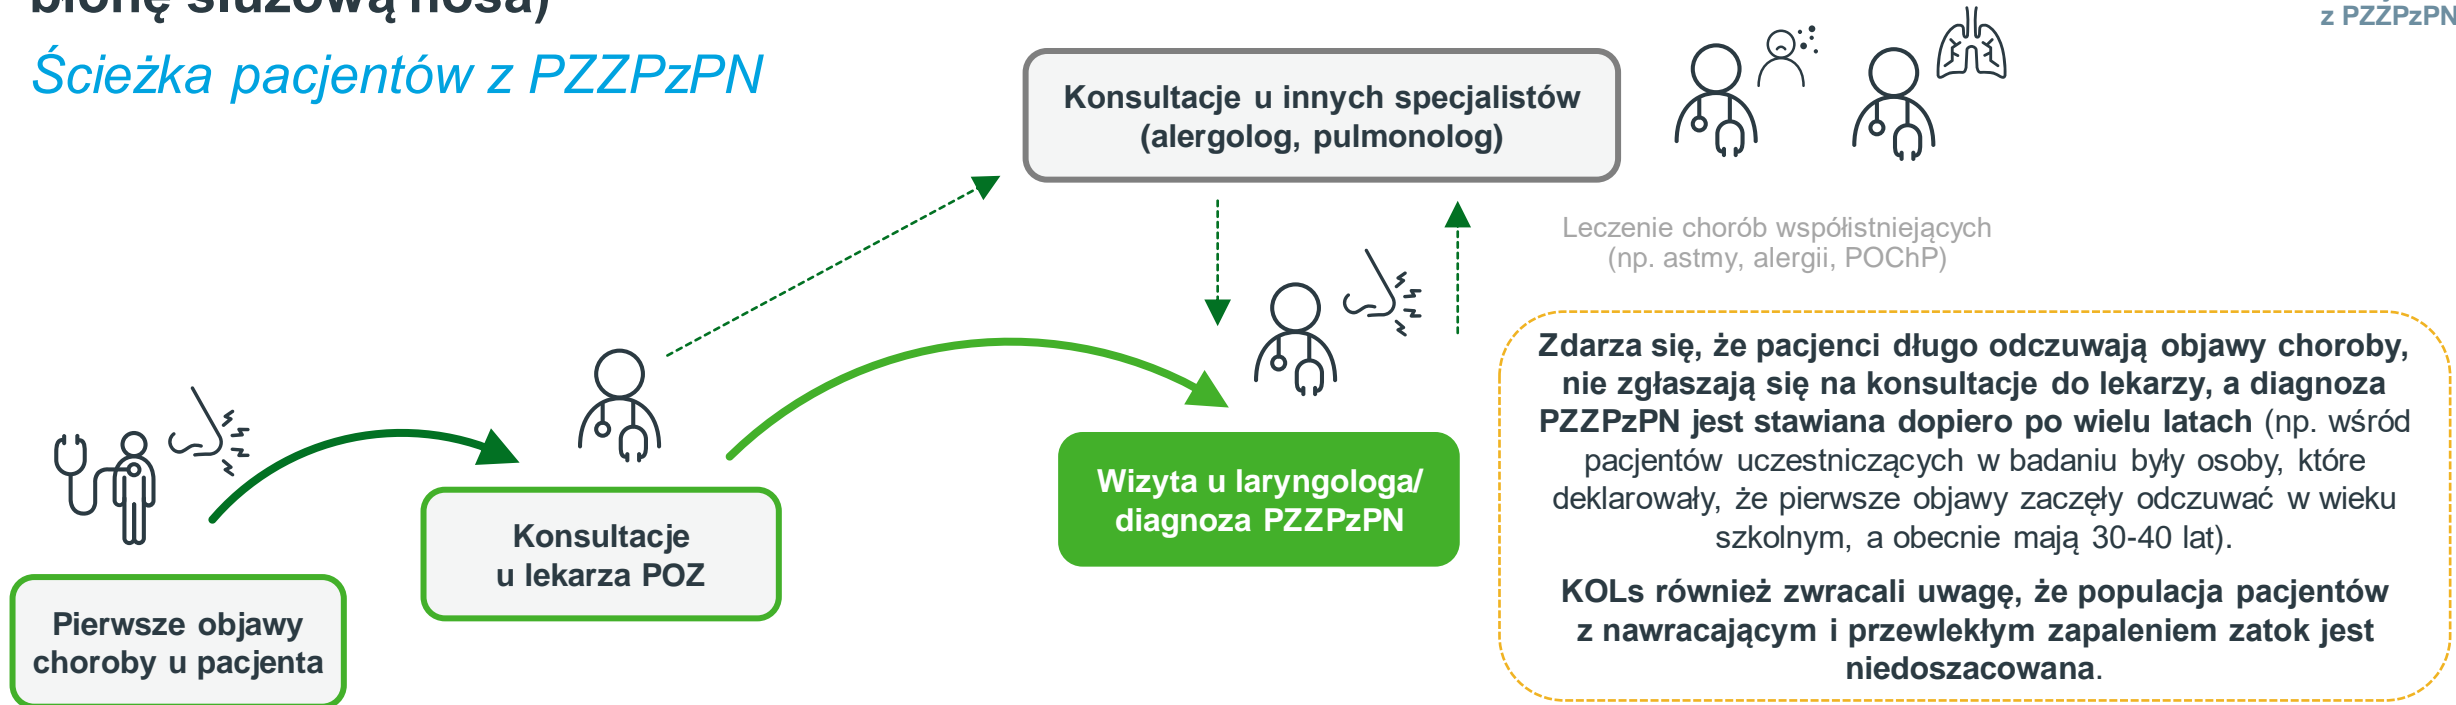 błonę śluzową nosa)
z PZZPzPN
Ścieżka pacjentów z PZZPzPN
Konsultacje u innych specjalistów
(alergolog, pulmonolog)
Leczenie chorób współistniejących
(np. astmy, alergii, POChP)
Zdarza się, że pacjenci długo odczuwają objawy choroby,
nie zgłaszają się na konsultacje do lekarzy, a diagnoza
PZZPzPN jest stawiana dopiero po wielu latach (np. wśród
pacjentów uczestniczących w badaniu były osoby, które
deklarowały, że pierwsze objawy zaczęły odczuwać w wieku
szkolnym, a obecnie mają 30-40 lat).
KOLs również zwracali uwagę, że populacja pacjentów
z nawracającym i przewlekłym zapaleniem zatok jest
niedoszacowana.
Wizyta u laryngologa/
diagnoza PZZPzPN
Konsultacje
u lekarza POZ
Pierwsze objawy
choroby u pacjenta